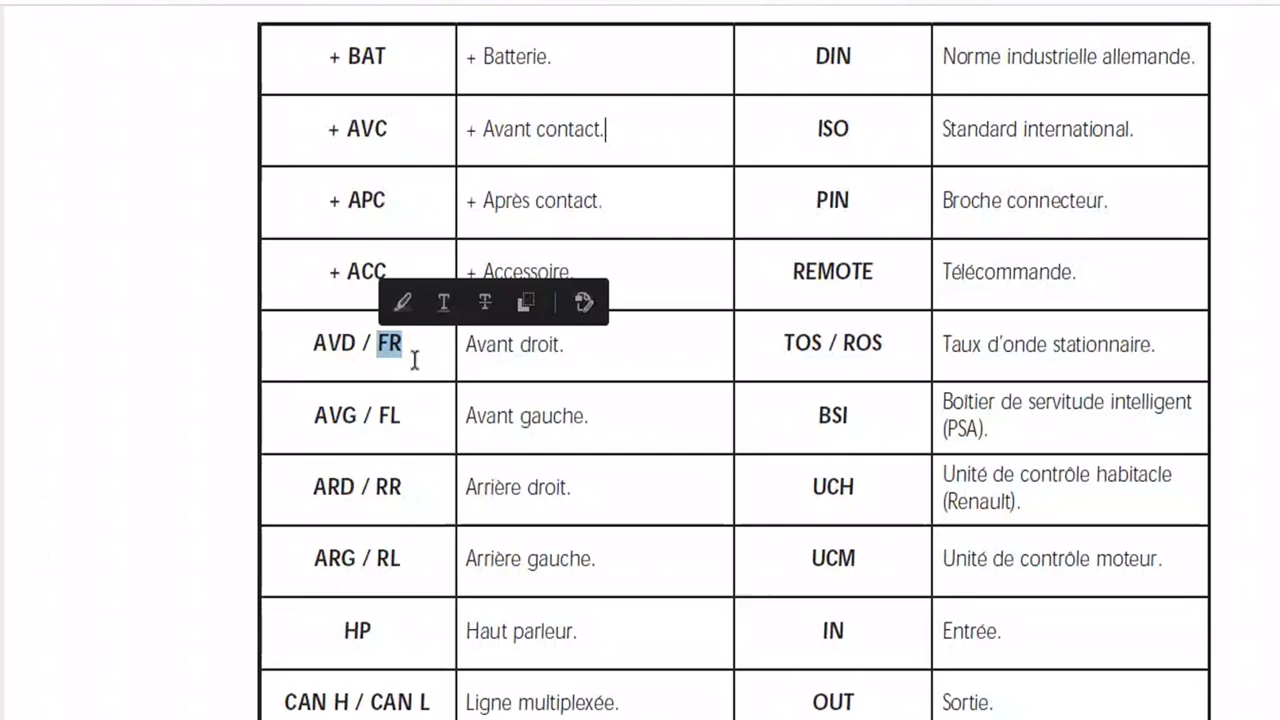 + BAT + Batterie. DIN Norme industrielle allemande.
+ AVC + Avant contact. ISO Standard international.
+ APC + Après contact. PIN Broche connecteur.
+ ACC + Accessoire. REMOTE Télécommande.
AVD / FR Avant droit. TOS / ROS Taux d'onde stationnaire.
AVG / FL Avant gauche. BSI Boîtier de servitude intelligent
(PSA).
ARD / RR Arrière droit. UCH Unité de contrôle habitacle
(Renault).
ARG / RL Arrière gauche. UCM Unité de contrôle moteur.
HP Haut parleur. IN Entrée.
CAN H / CAN L Ligne multiplexée. OUT Sortie.